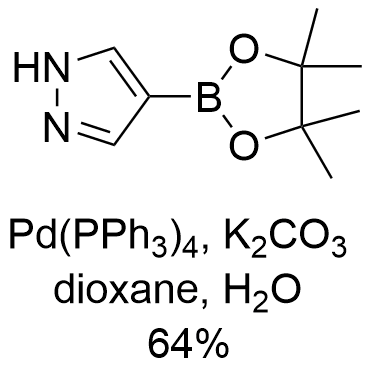 HN
N
B
O
O
Pd(PPh₃)₄, K₂CO₃
dioxane, H₂O
64%